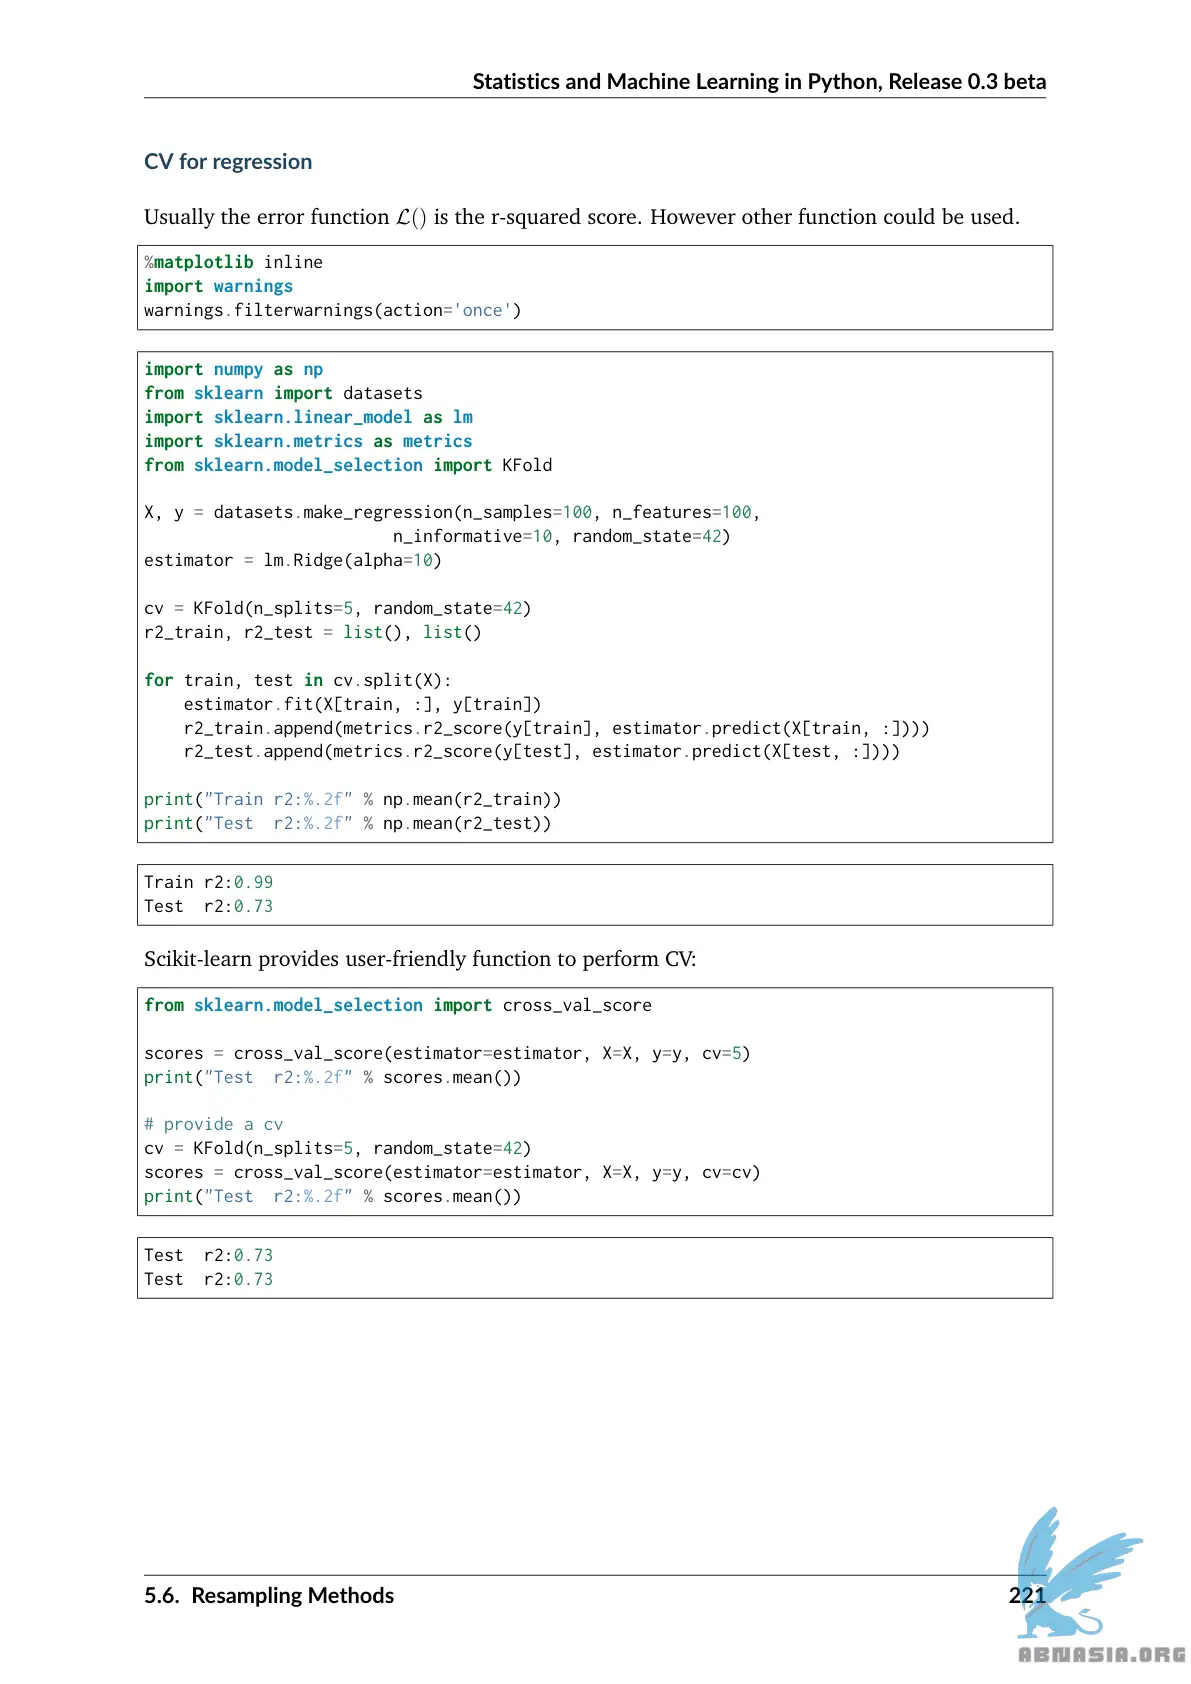 Statistics and Machine Learning in Python, Release 0.3 beta
CV for regression
Usually the error function ℒ() is the r-squared score. However other function could be used.
%matplotlib inline
import warnings
warnings.filterwarnings(action='once')
import numpy as np
from sklearn import datasets
import sklearn.linear_model as lm
import sklearn.metrics as metrics
from sklearn.model_selection import KFold
X, y = datasets.make_regression(n_samples=100, n_features=100,
                         n_informative=10, random_state=42)
estimator = lm.Ridge(alpha=10)
cv = KFold(n_splits=5, random_state=42)
r2_train, r2_test = list(), list()
for train, test in cv.split(X):
    estimator.fit(X[train, :], y[train])
    r2_train.append(metrics.r2_score(y[train], estimator.predict(X[train, :])))
    r2_test.append(metrics.r2_score(y[test], estimator.predict(X[test, :])))
print("Train r2:%.2f" % np.mean(r2_train))
print("Test  r2:%.2f" % np.mean(r2_test))
Train r2:0.99
Test  r2:0.73
Scikit-learn provides user-friendly function to perform CV:
from sklearn.model_selection import cross_val_score
scores = cross_val_score(estimator=estimator, X=X, y=y, cv=5)
print("Test  r2:%.2f" % scores.mean())
# provide a cv
cv = KFold(n_splits=5, random_state=42)
scores = cross_val_score(estimator=estimator, X=X, y=y, cv=cv)
print("Test  r2:%.2f" % scores.mean())
Test  r2:0.73
Test  r2:0.73
5.6. Resampling Methods 221
ABNASIA.ORG